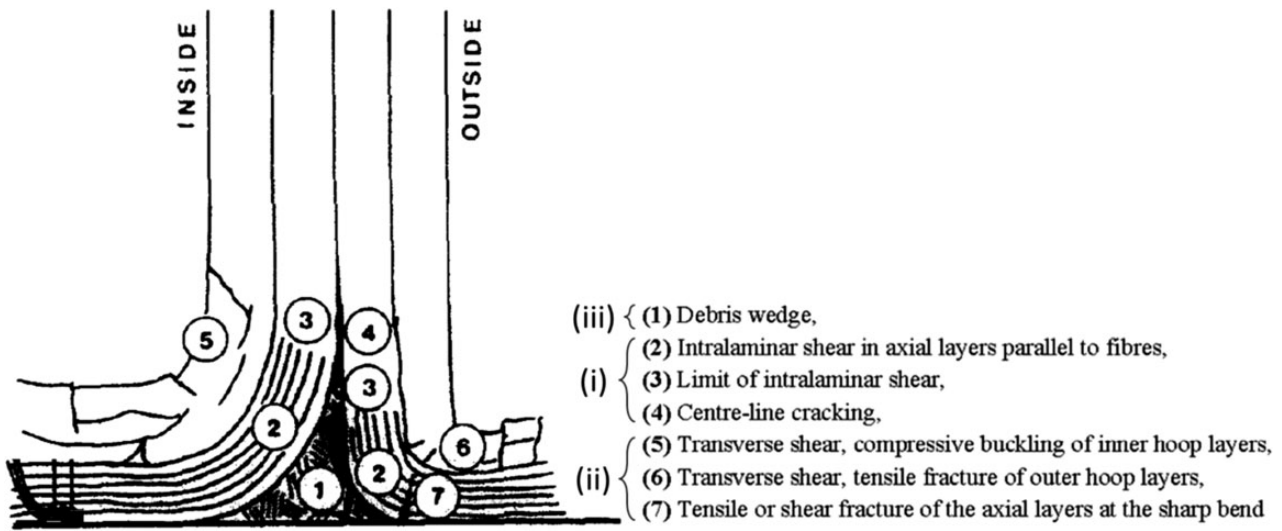 INSIDE
OUTSIDE
5
3
4
3
2
6
1
2
7
(iii) { (1) Debris wedge,
(2) Intralaminar shear in axial layers parallel to fibres,
(i) { (3) Limit of intralaminar shear,
(4) Centre-line cracking,
(5) Transverse shear, compressive buckling of inner hoop layers,
(ii) { (6) Transverse shear, tensile fracture of outer hoop layers,
(7) Tensile or shear fracture of the axial layers at the sharp bend